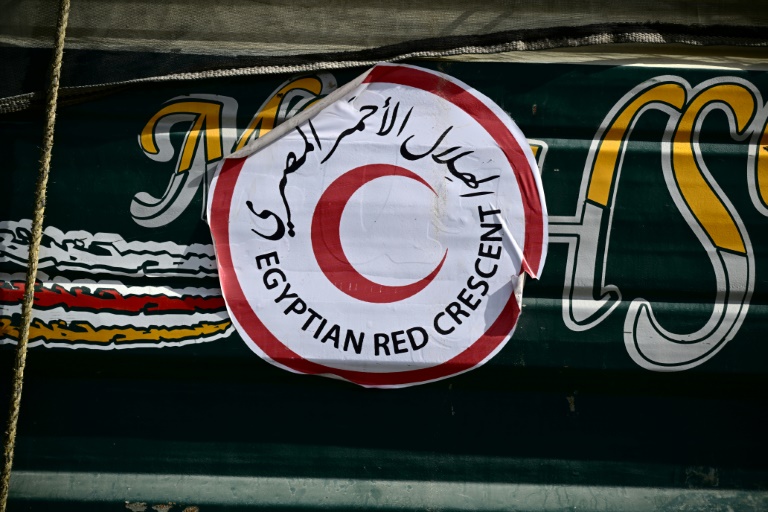 الهلال الأحمر المصري
EGYPTIAN RED CRESCENT